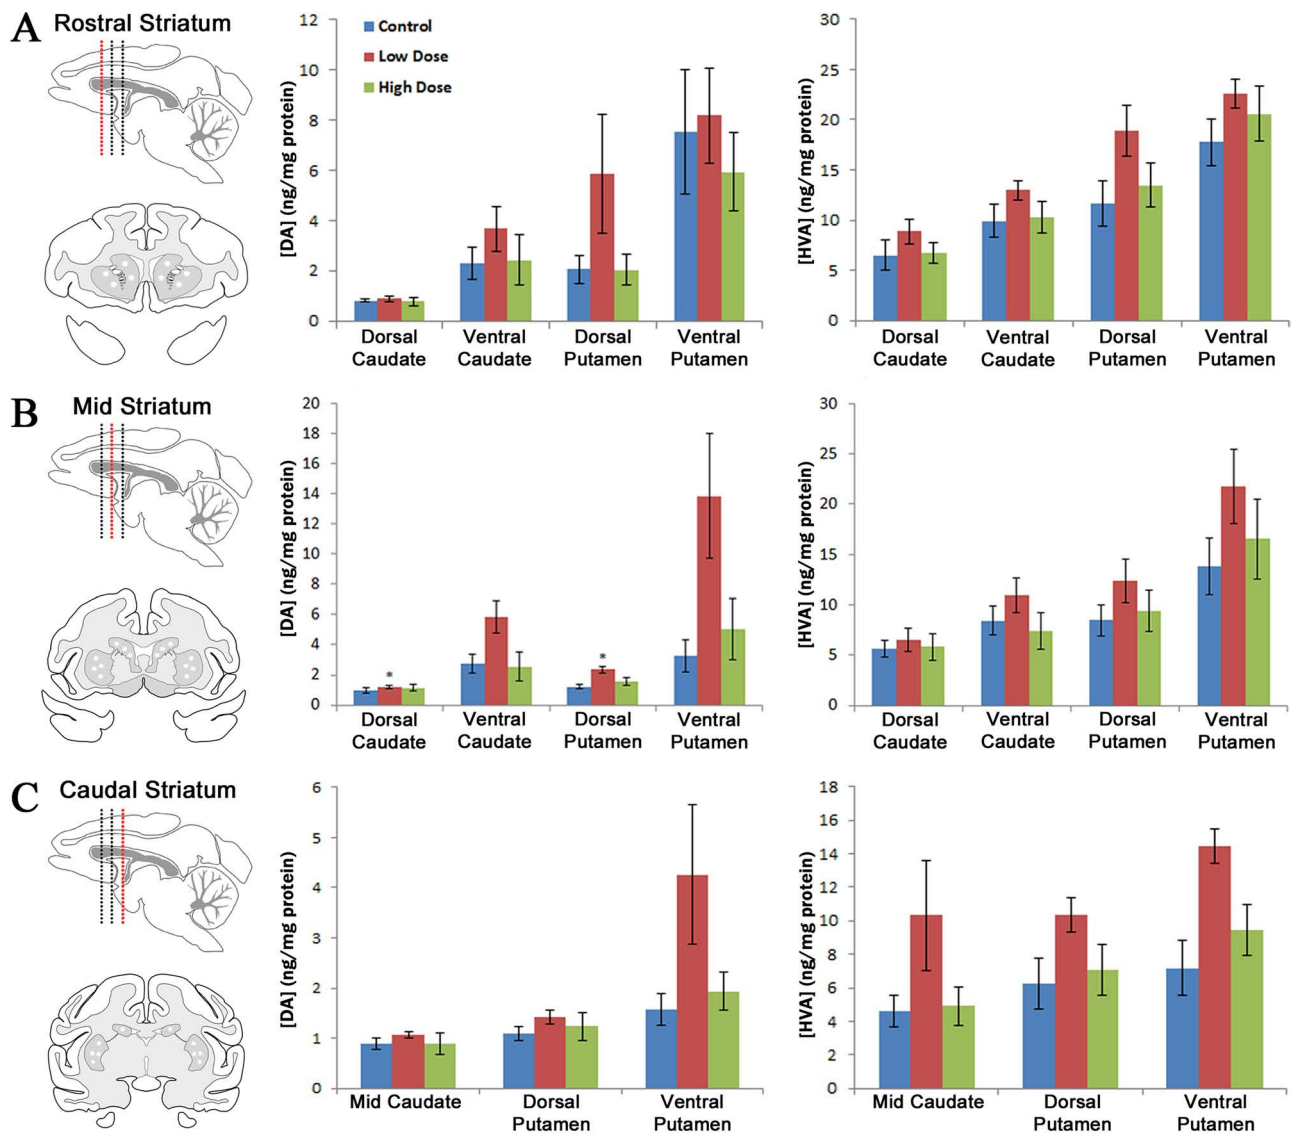 A Rostral Striatum
12
10
8
6
4
2
0
[DA] (ng/mg protein)
Control
Low Dose
High Dose
Dorsal Caudate
Ventral Caudate
Dorsal Putamen
Ventral Putamen
30
25
20
15
10
5
0
[HVA] (ng/mg protein)
Dorsal Caudate
Ventral Caudate
Dorsal Putamen
Ventral Putamen
B Mid Striatum
20
18
16
14
12
10
8
6
4
2
0
[DA] (ng/mg protein)
*
*
Dorsal Caudate
Ventral Caudate
Dorsal Putamen
Ventral Putamen
30
25
20
15
10
5
0
[HVA] (ng/mg protein)
Dorsal Caudate
Ventral Caudate
Dorsal Putamen
Ventral Putamen
C Caudal Striatum
6
5
4
3
2
1
0
[DA] (ng/mg protein)
Mid Caudate
Dorsal Putamen
Ventral Putamen
18
16
14
12
10
8
6
4
2
0
[HVA] (ng/mg protein)
Mid Caudate
Dorsal Putamen
Ventral Putamen